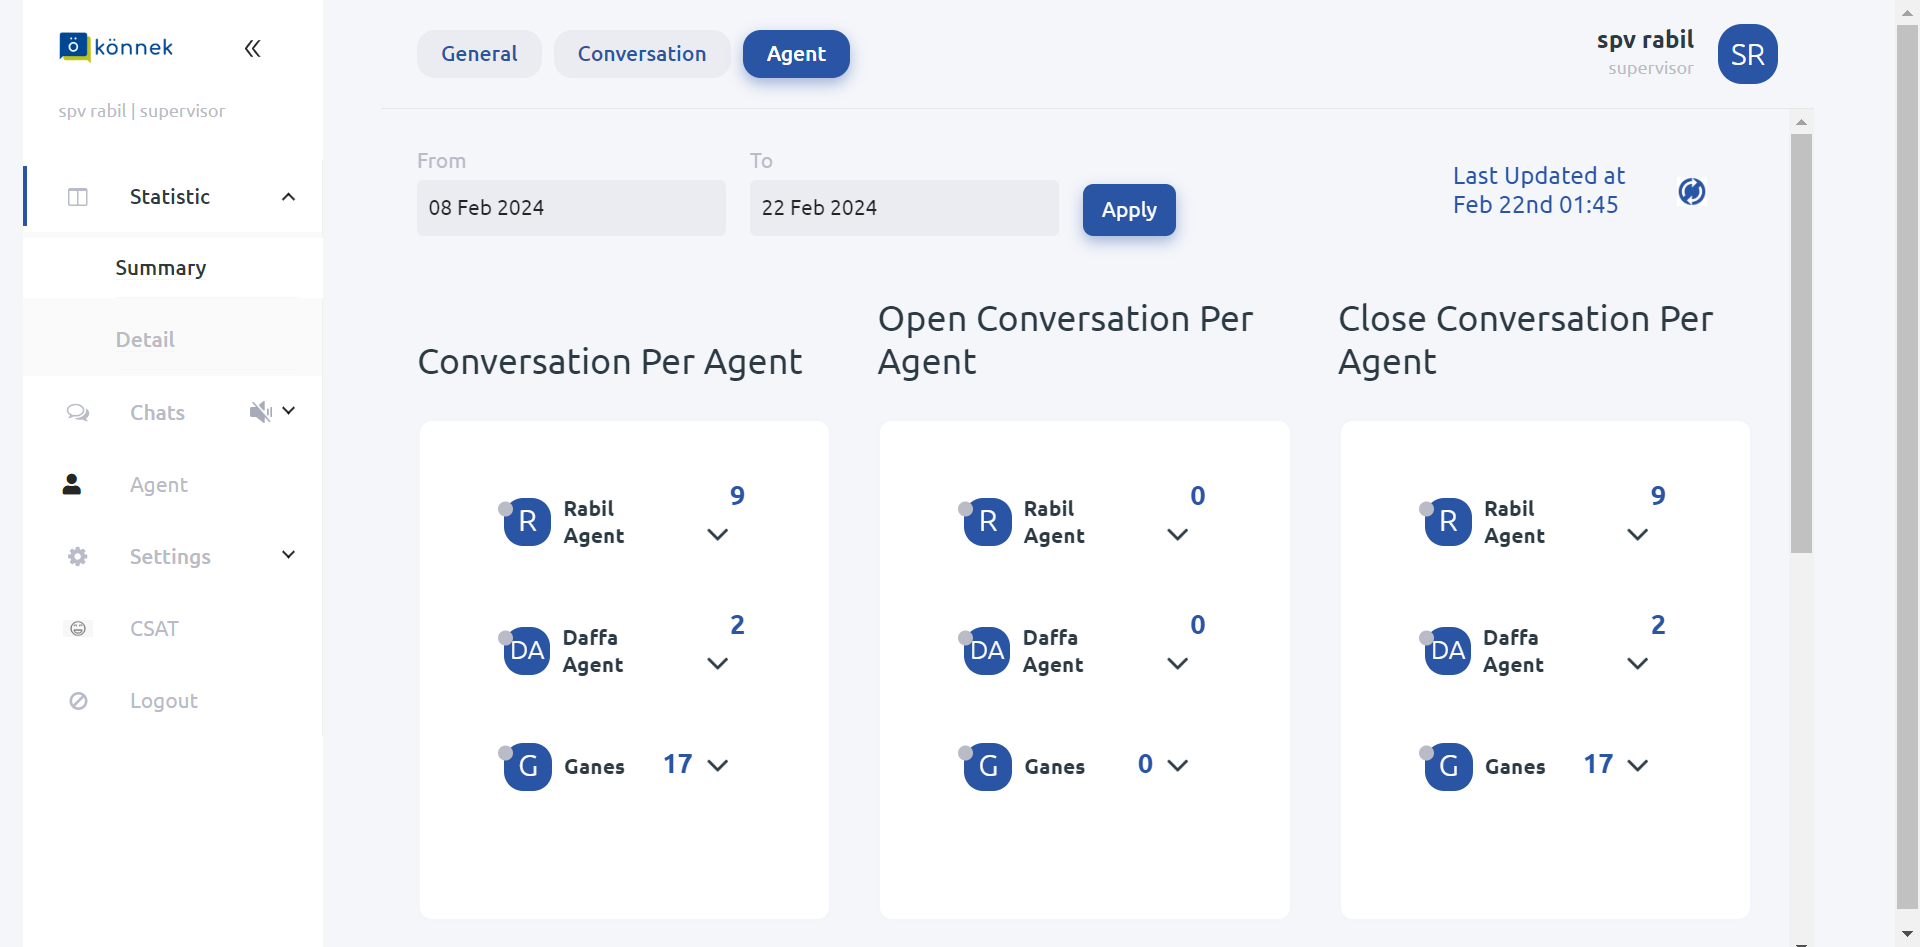 ö könnek
spv rabil | supervisor
Statistic
Summary
Detail
Chats
Agent
Settings
CSAT
Logout
General
Conversation
Agent
spv rabil
supervisor
SR
From
08 Feb 2024
To
22 Feb 2024
Apply
Last Updated at
Feb 22nd 01:45
Conversation Per Agent
R
Rabil
Agent
9
DA
Daffa
Agent
2
G
Ganes
17
Open Conversation Per
Agent
R
Rabil
Agent
0
DA
Daffa
Agent
0
G
Ganes
0
Close Conversation Per
Agent
R
Rabil
Agent
9
DA
Daffa
Agent
2
G
Ganes
17